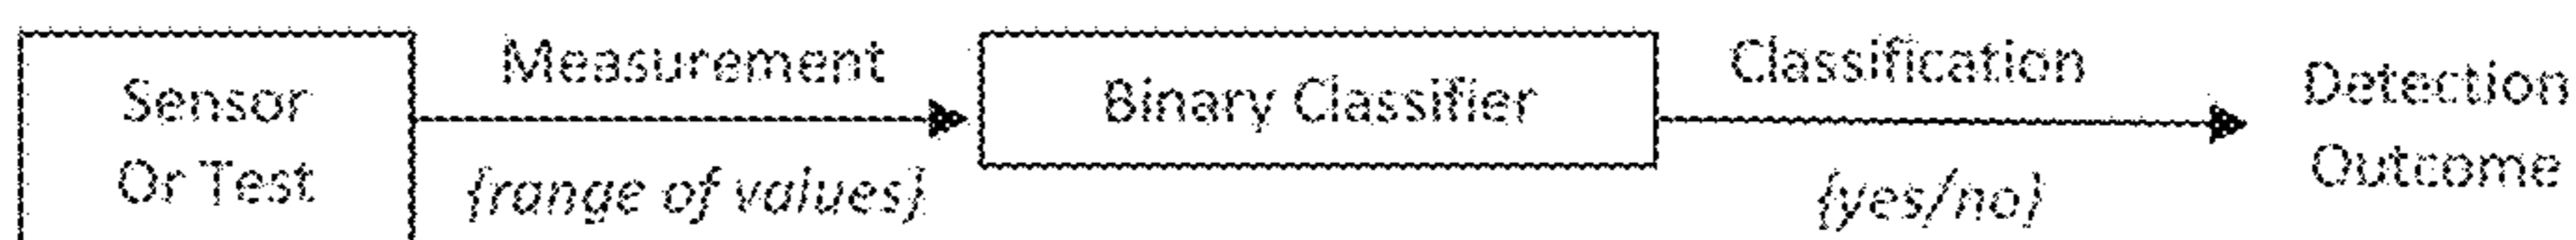 Sensor
Or Test
Measurement
{range of values}
Binary Classifier
Classification
{yes/no}
Detection
Outcome